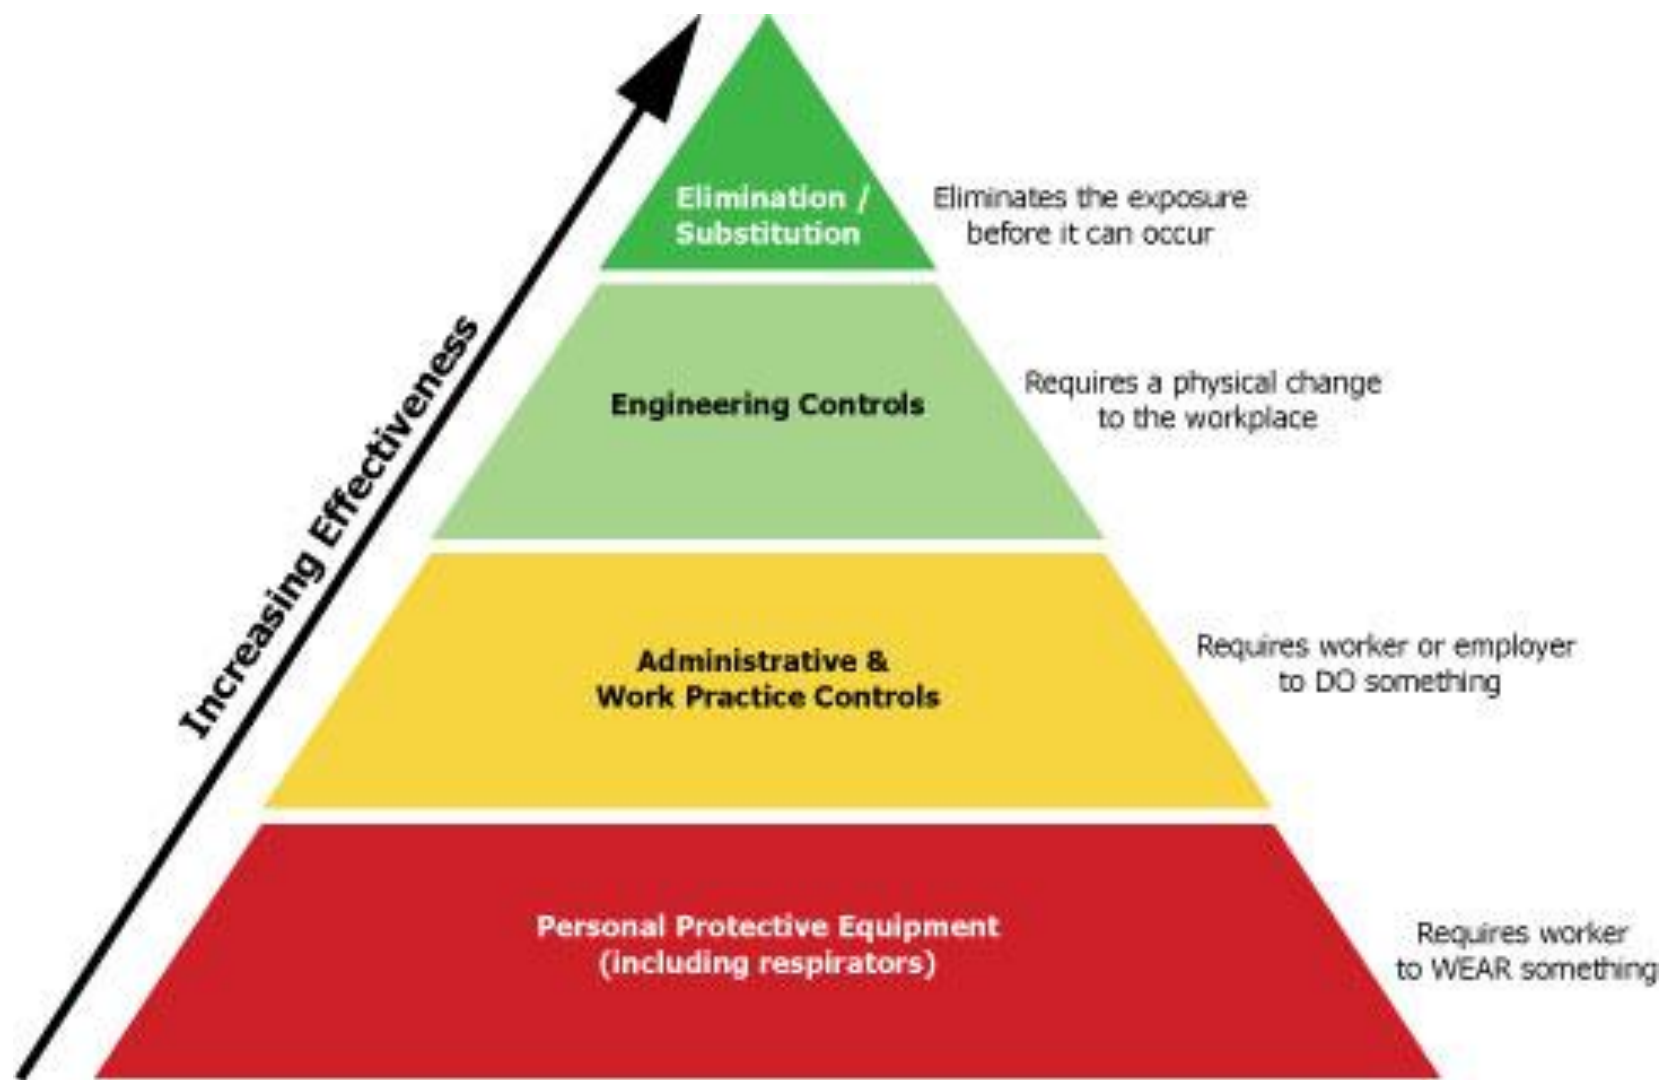 Increasing Effectiveness
Elimination /
Substitution
Eliminates the exposure
before it can occur
Engineering Controls
Requires a physical change
to the workplace
Administrative &
Work Practice Controls
Requires worker or employer
to DO something
Personal Protective Equipment
(including respirators)
Requires worker
to WEAR something